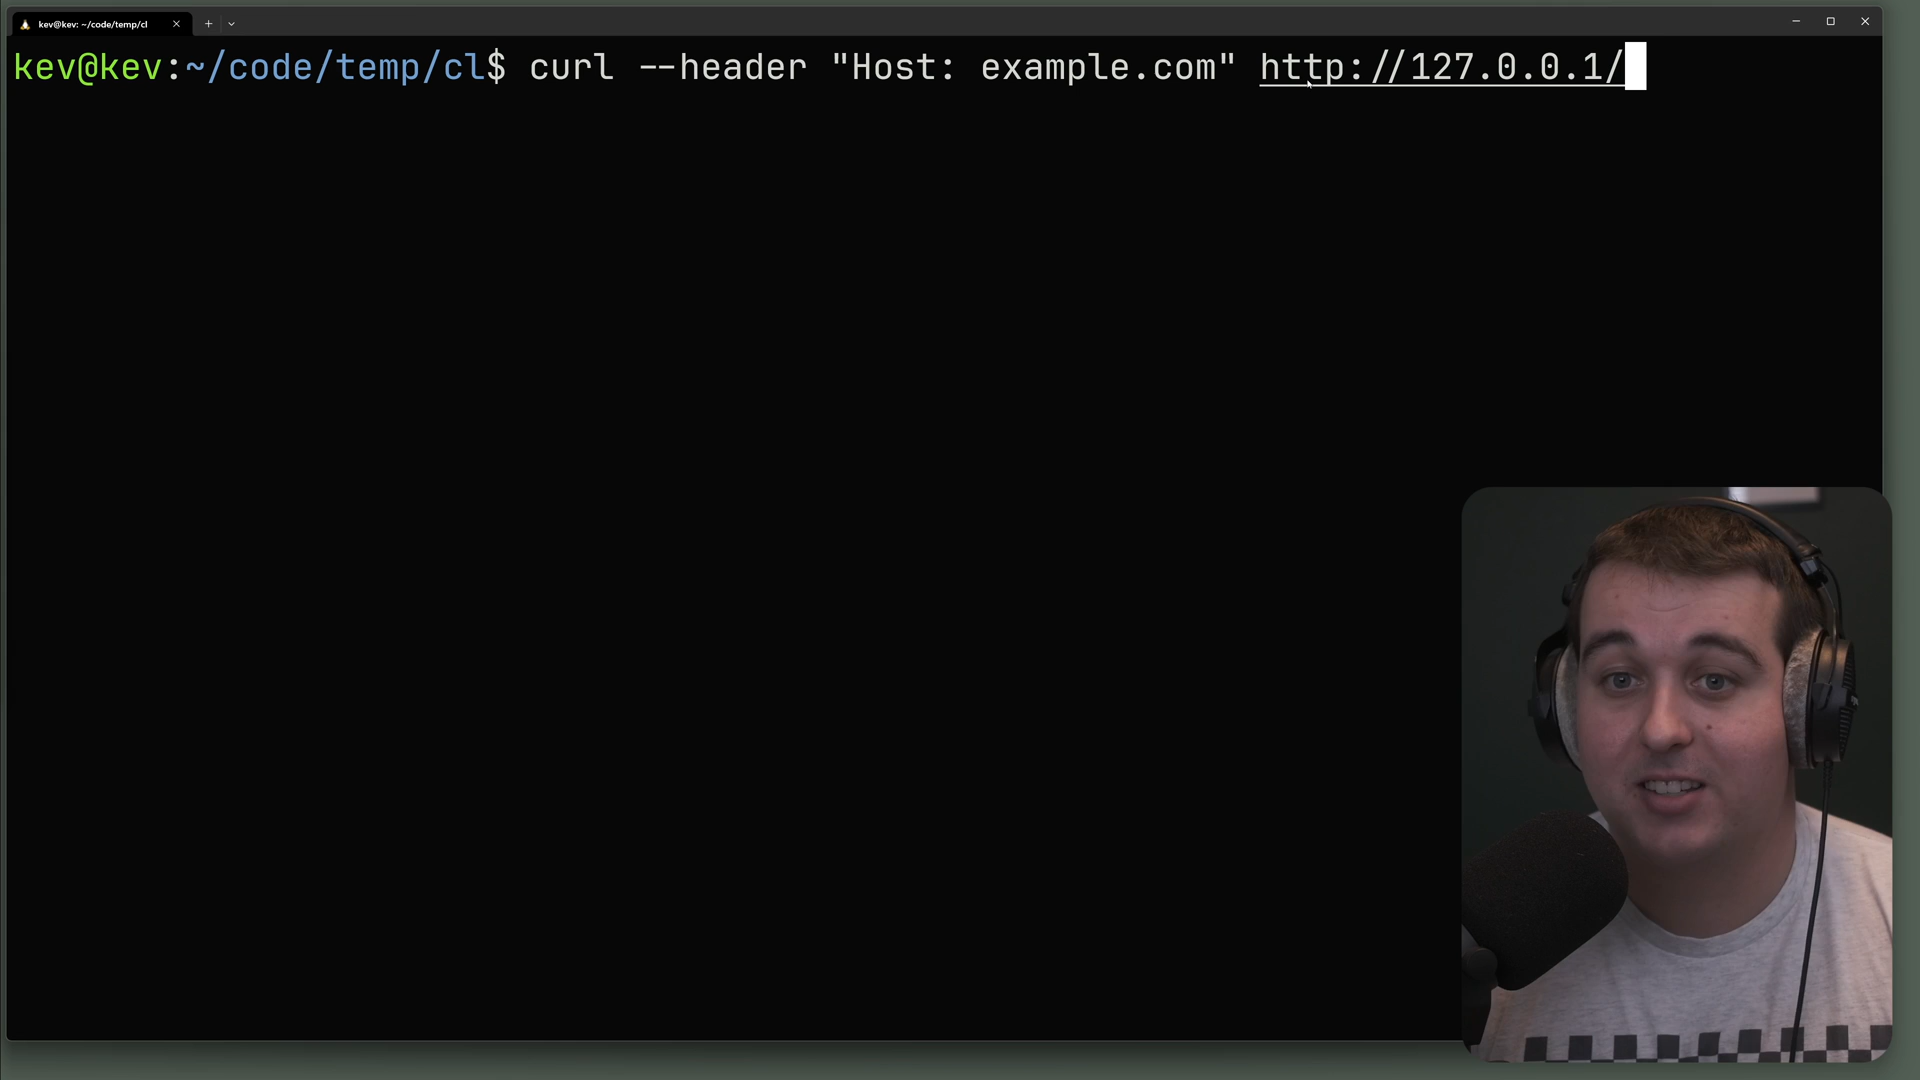 kev@kev: ~/code/temp/cl
kev@kev:~/code/temp/cl$ curl --header "Host: example.com" http://127.0.0.1/